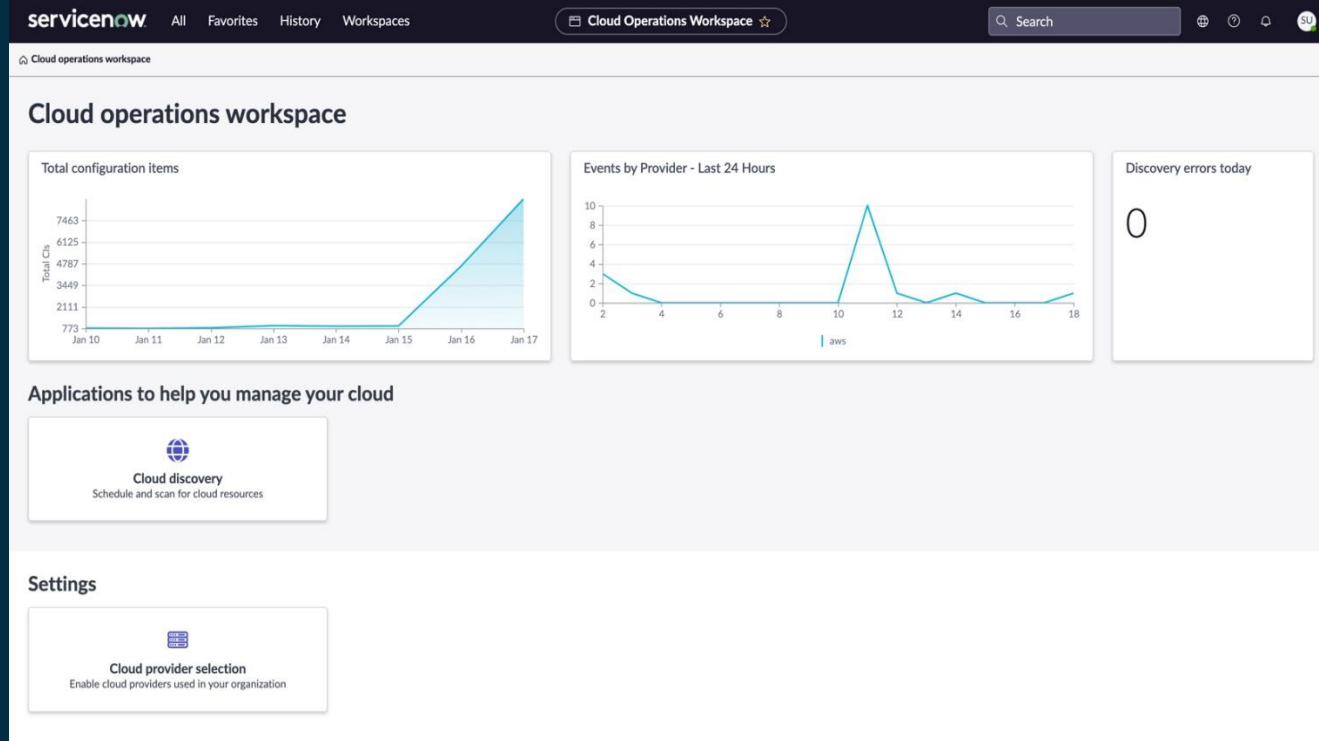 servicenow
All
Favorites
History
Workspaces
Cloud Operations Workspace
Search
SU
Cloud operations workspace
Cloud operations workspace
Total configuration items
7463
6125
4787
3449
2111
773
Total CIs
Jan 10
Jan 11
Jan 12
Jan 13
Jan 14
Jan 15
Jan 16
Jan 17
Events by Provider - Last 24 Hours
10
8
6
4
2
0
2
4
6
8
10
12
14
16
18
aws
Discovery errors today
0
Applications to help you manage your cloud
Cloud discovery
Schedule and scan for cloud resources
Settings
Cloud provider selection
Enable cloud providers used in your organization